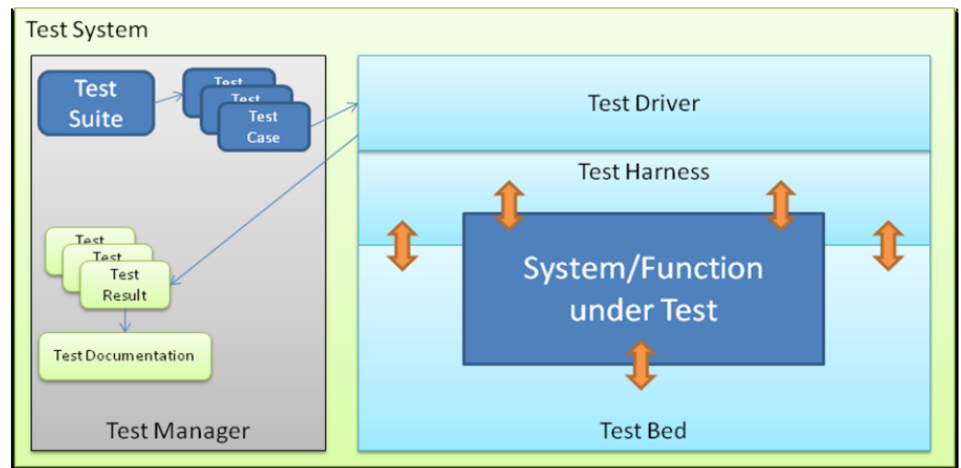 Test System
Test
Suite
Test
Test
Test
Case
Test Driver
Test Harness
System/Function
under Test
Test
Test
Test
Result
Test Documentation
Test Manager
Test Bed